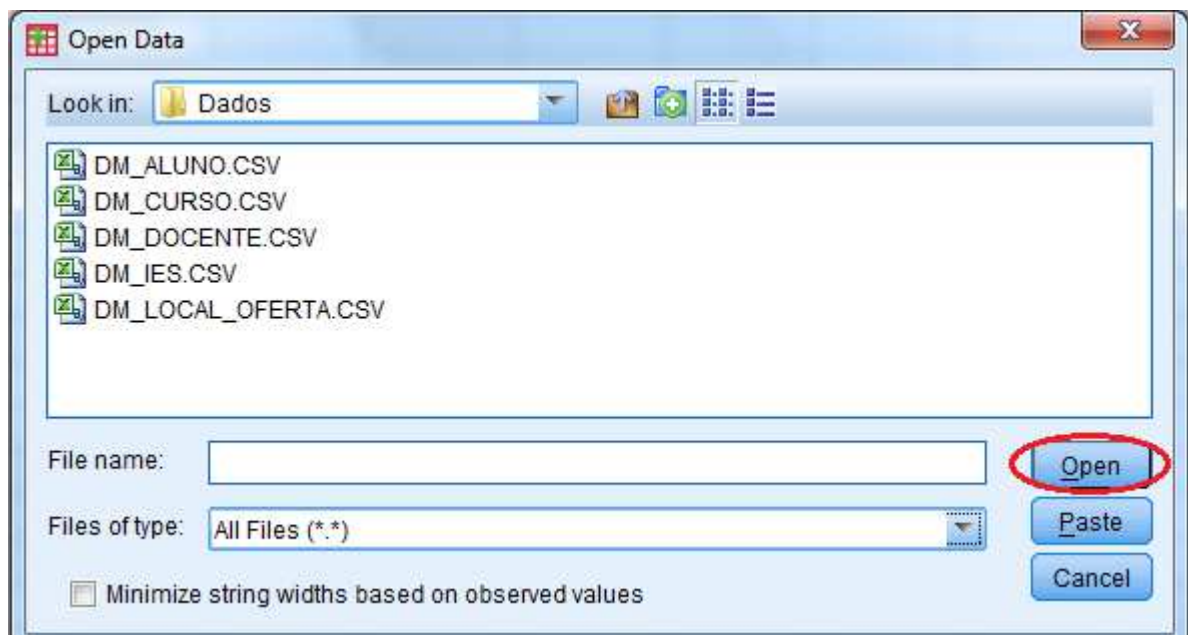 Open Data
Look in: Dados
DM_ALUNO.CSV
DM_CURSO.CSV
DM_DOCENTE.CSV
DM_IES.CSV
DM_LOCAL_OFERTA.CSV
File name:
Open
Files of type: All Files (*.*)
Paste
Minimize string widths based on observed values
Cancel